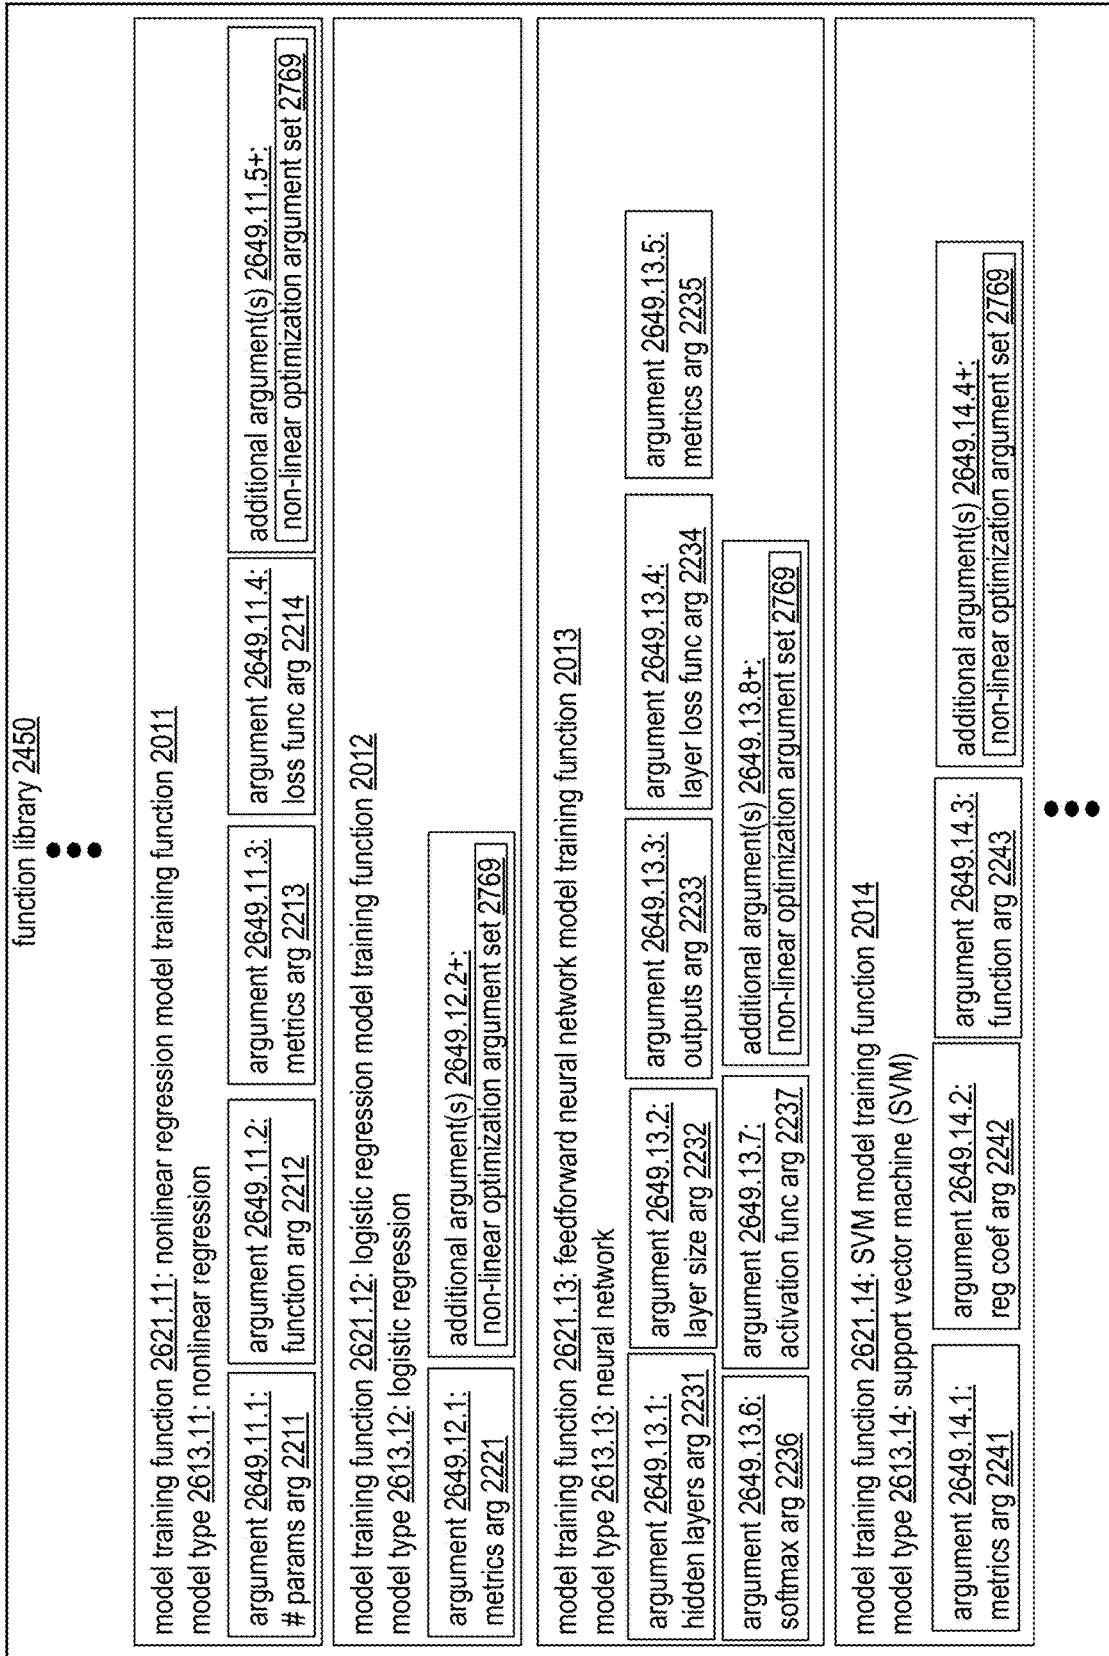 function library 2450
model training function 2621.11: nonlinear regression model training function 2011
model type 2613.11: nonlinear regression
argument 2649.11.1:
# params arg 2211
argument 2649.11.2:
function arg 2212
argument 2649.11.3:
metrics arg 2213
argument 2649.11.4:
loss func arg 2214
additional argument(s) 2649.11.5+:
non-linear optimization argument set 2769
model training function 2621.12: logistic regression model training function 2012
model type 2613.12: logistic regression
argument 2649.12.1:
metrics arg 2221
additional argument(s) 2649.12.2+:
non-linear optimization argument set 2769
model training function 2621.13: feedforward neural network model training function 2013
model type 2613.13: neural network
argument 2649.13.1:
hidden layers arg 2231
argument 2649.13.2:
layer size arg 2232
argument 2649.13.3:
outputs arg 2233
argument 2649.13.4:
layer loss func arg 2234
argument 2649.13.5:
metrics arg 2235
argument 2649.13.6:
softmax arg 2236
argument 2649.13.7:
activation func arg 2237
additional argument(s) 2649.13.8+:
non-linear optimization argument set 2769
model training function 2621.14: SVM model training function 2014
model type 2613.14: support vector machine (SVM)
argument 2649.14.1:
metrics arg 2241
argument 2649.14.2:
reg coef arg 2242
argument 2649.14.3:
function arg 2243
additional argument(s) 2649.14.4+:
non-linear optimization argument set 2769